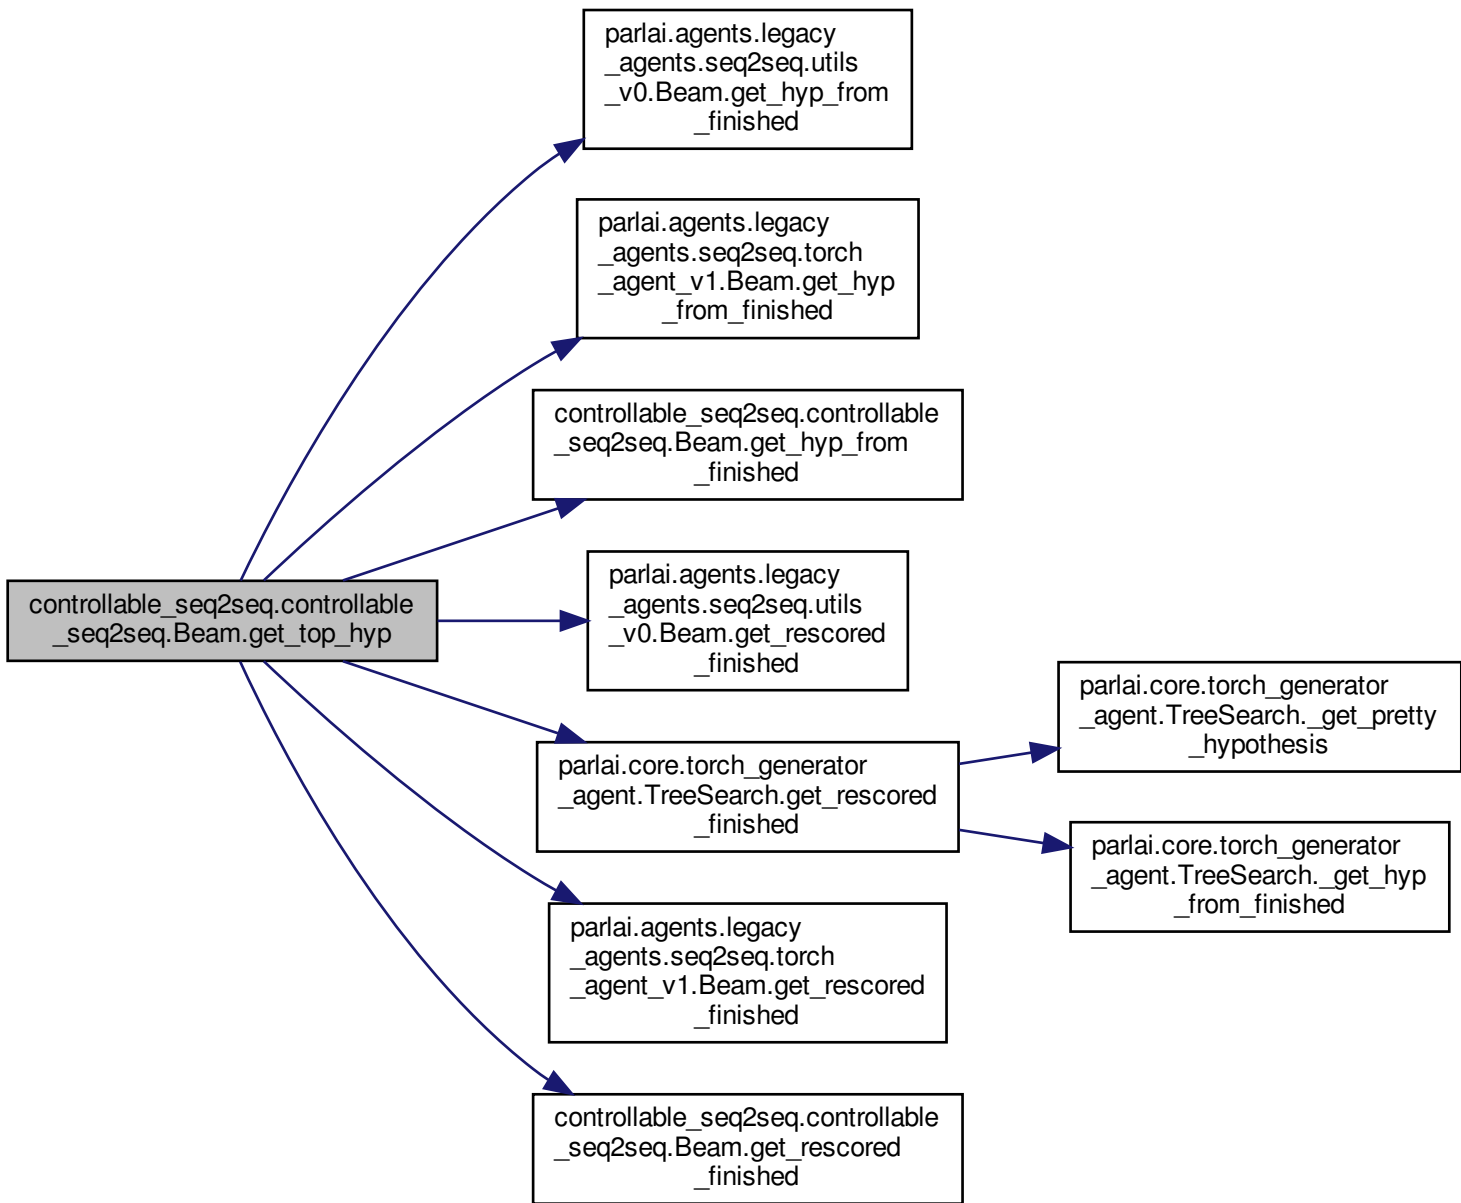 parlai.agents.legacy
_agents.seq2seq.utils
_v0.Beam.get_hyp_from
_finished
parlai.agents.legacy
_agents.seq2seq.torch
_agent_v1.Beam.get_hyp
_from_finished
controllable_seq2seq.controllable
_seq2seq.Beam.get_hyp_from
_finished
controllable_seq2seq.controllable
_seq2seq.Beam.get_top_hyp
parlai.agents.legacy
_agents.seq2seq.utils
_v0.Beam.get_rescored
_finished
parlai.core.torch_generator
_agent.TreeSearch.get_rescored
_finished
parlai.core.torch_generator
_agent.TreeSearch._get_pretty
_hypothesis
parlai.core.torch_generator
_agent.TreeSearch._get_hyp
_from_finished
parlai.agents.legacy
_agents.seq2seq.torch
_agent_v1.Beam.get_rescored
_finished
controllable_seq2seq.controllable
_seq2seq.Beam.get_rescored
_finished